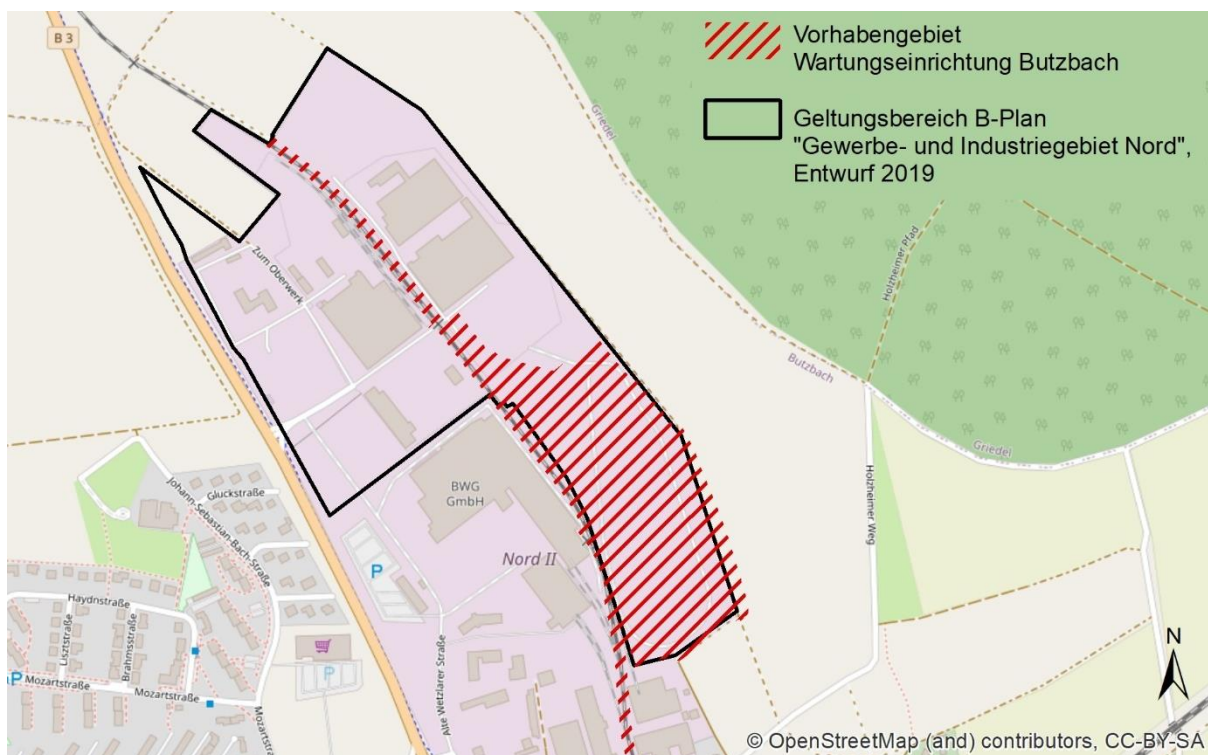 B 3
Vorhabengebiet
Wartungseinrichtung Butzbach
Geltungsbereich B-Plan
"Gewerbe- und Industriegebiet Nord",
Entwurf 2019
Griedel
Holzheimer Pfad
Zum Oberwerk
Butzbach
Griedel
Johann-Sebastian-Bach-Straße
Gluckstraße
BWG
GmbH
Holzheimer Weg
Nord II
P
Haydnstraße
Lisztstraße
Brahmsstraße
Alte Wetzlarer Straße
P
Mozartstraße
Mozartstraße
P
Mozartstr
N
© OpenStreetMap (and) contributors, CC-BY-SA